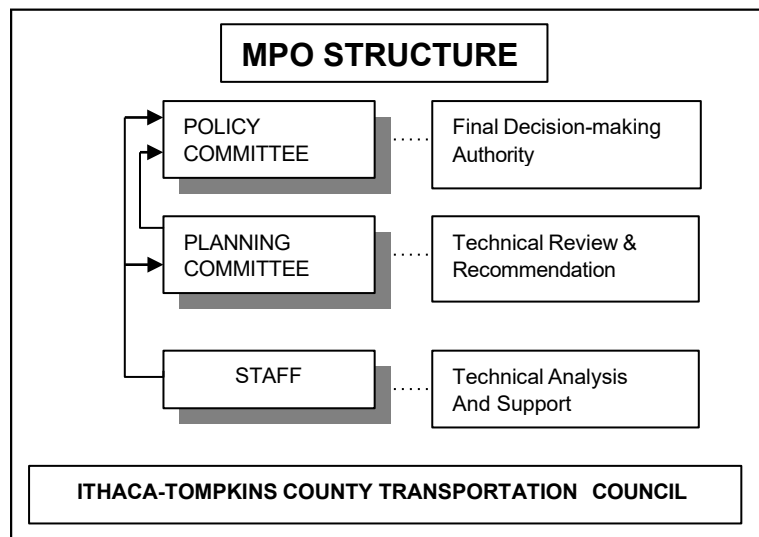 MPO STRUCTURE
POLICY
COMMITTEE
Final Decision-making
Authority
PLANNING
COMMITTEE
Technical Review &
Recommendation
STAFF
Technical Analysis
And Support
ITHACA-TOMPKINS COUNTY TRANSPORTATION COUNCIL